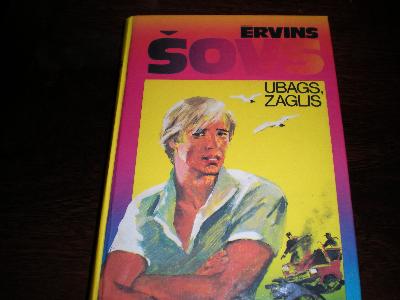 ERVINS
ŠOVS
UBAGS,
ZAGLIS